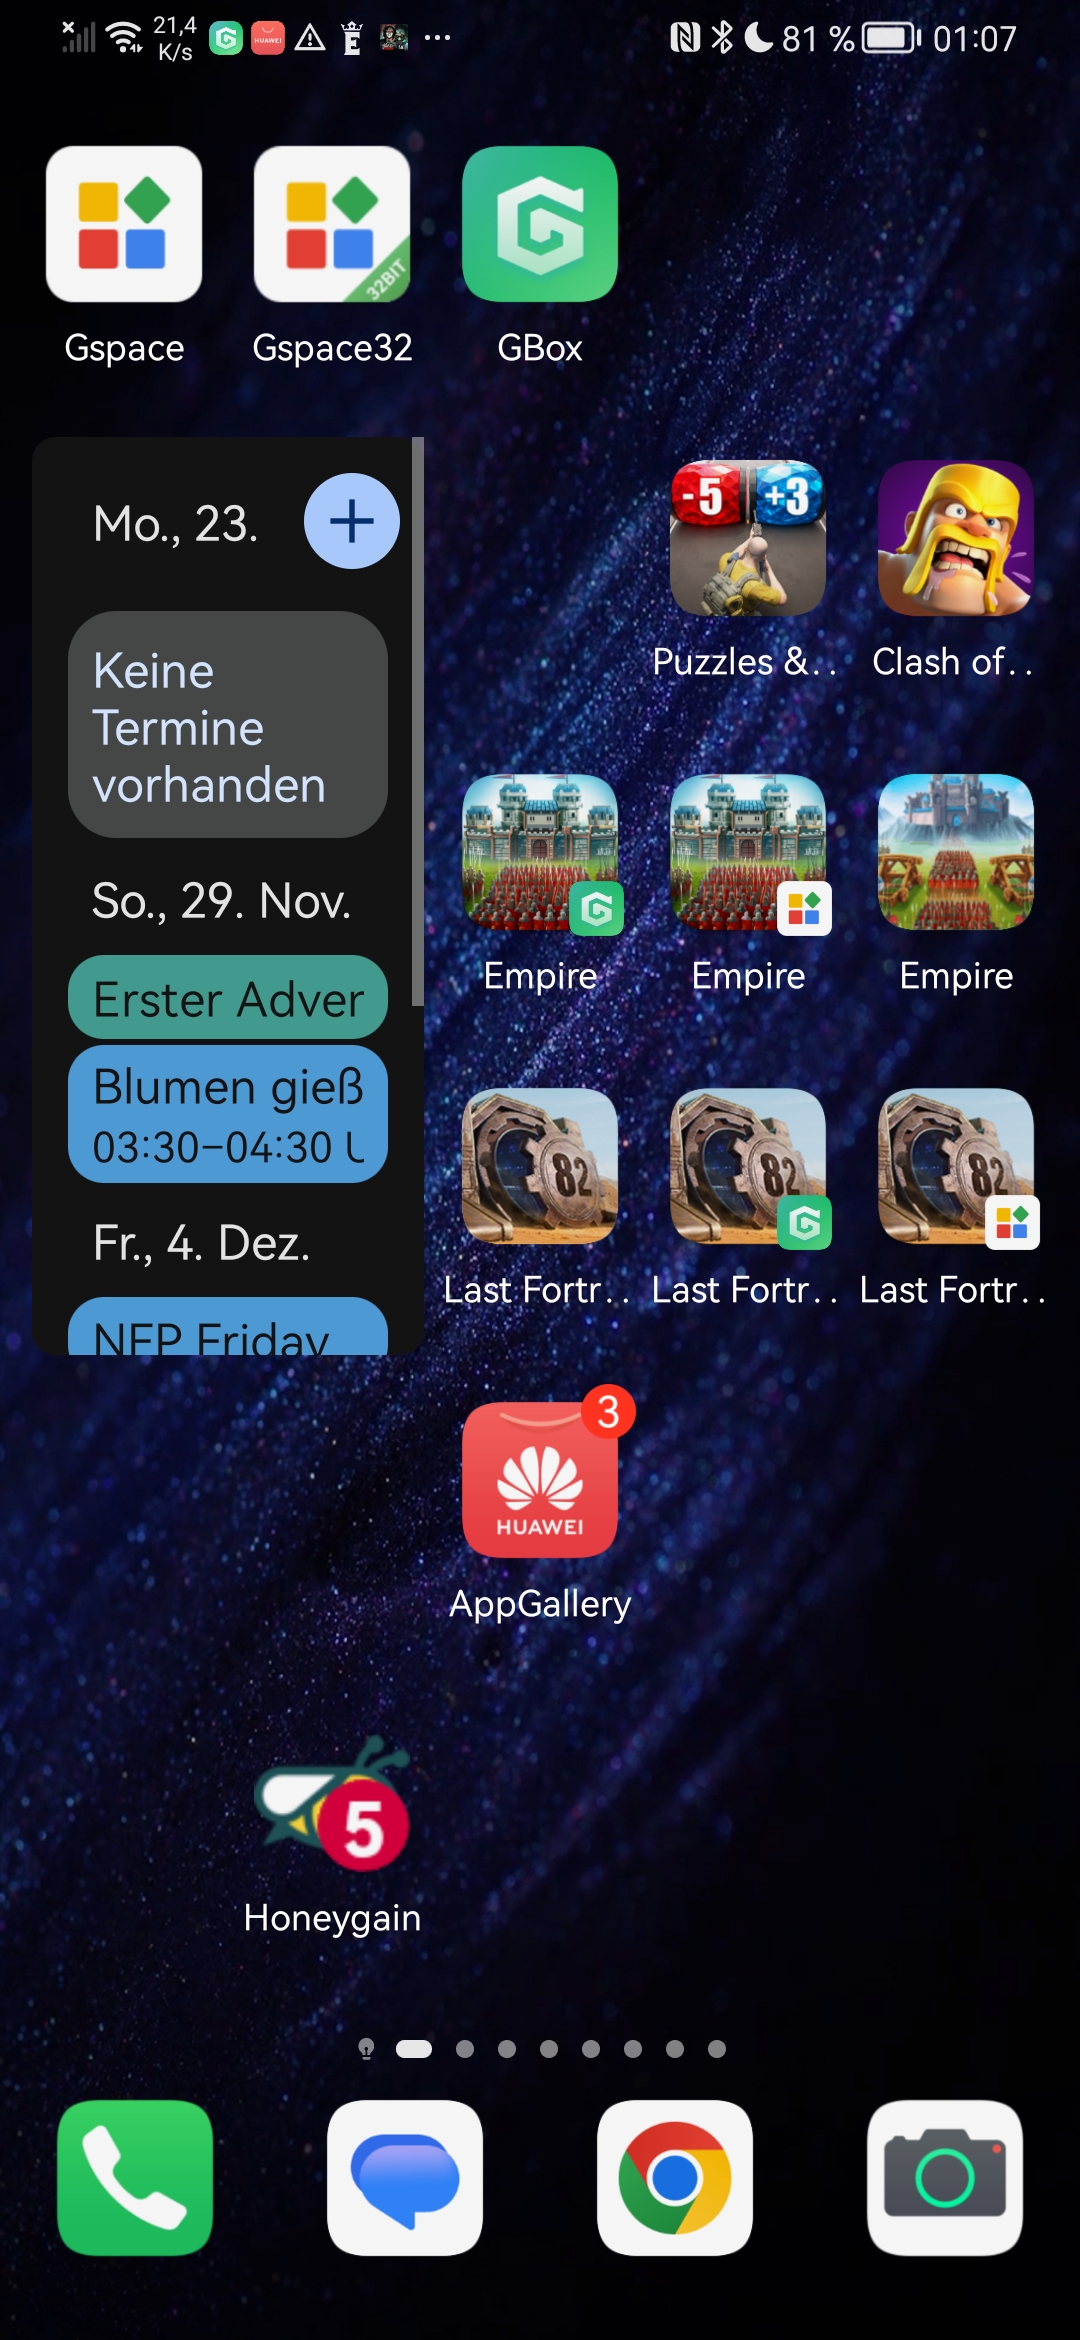 21,4
K/s
HUAWEI
81 %
01:07
32BIT
Gspace
Gspace32
GBox
Mo., 23.
Keine
Termine
vorhanden
So., 29. Nov.
Erster Adver
Blumen gieß
03:30–04:30 U
Fr., 4. Dez.
NFP Friday
-5
+3
Puzzles &..
Clash of..
Empire
Empire
Empire
82
82
82
Last Fortr..
Last Fortr..
Last Fortr..
3
HUAWEI
AppGallery
5
Honeygain